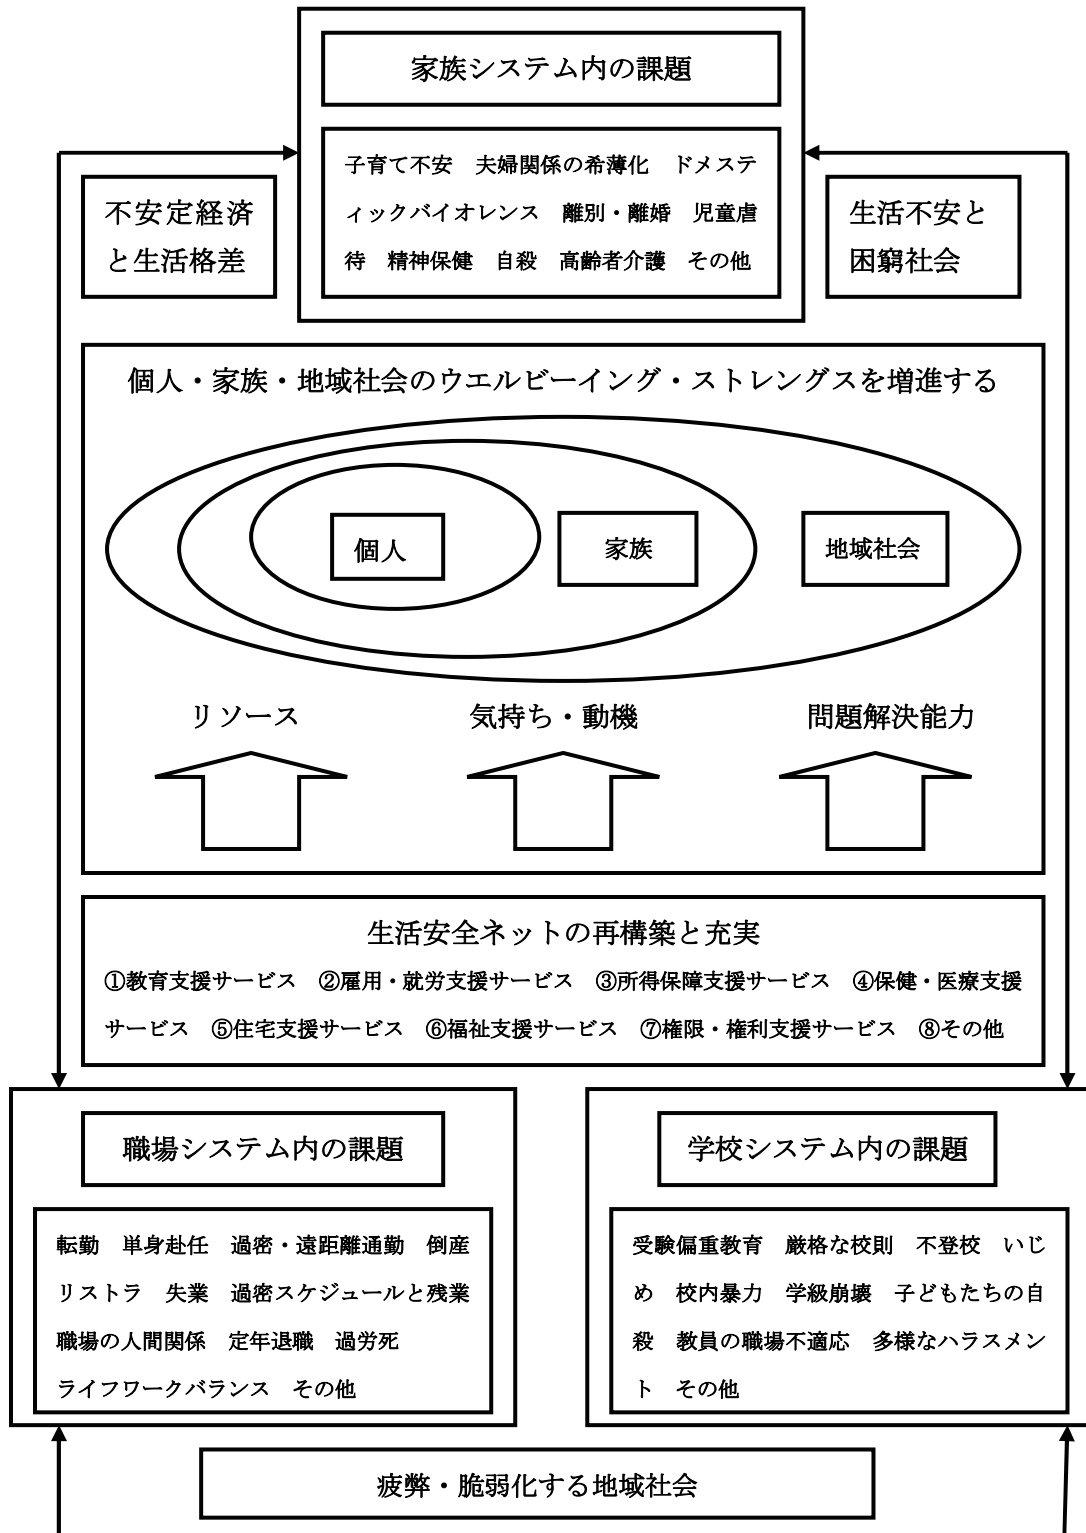 家族システム内の課題
子育て不安　夫婦関係の希薄化　ドメステ
ィックバイオレンス　離別・離婚　児童虐
待　精神保健　自殺　高齢者介護　その他
不安定経済
と生活格差
生活不安と
困窮社会
個人・家族・地域社会のウエルビーイング・ストレングスを増進する
個人
家族
地域社会
リソース
気持ち・動機
問題解決能力
生活安全ネットの再構築と充実
①教育支援サービス　②雇用・就労支援サービス　③所得保障支援サービス　④保健・医療支援
サービス　⑤住宅支援サービス　⑥福祉支援サービス　⑦権限・権利支援サービス　⑧その他
職場システム内の課題
転勤　単身赴任　過密・遠距離通勤　倒産
リストラ　失業　過密スケジュールと残業
職場の人間関係　定年退職　過労死
ライフワークバランス　その他
学校システム内の課題
受験偏重教育　厳格な校則　不登校　いじ
め　校内暴力　学級崩壊　子どもたちの自
殺　教員の職場不適応　多様なハラスメン
ト　その他
疲弊・脆弱化する地域社会